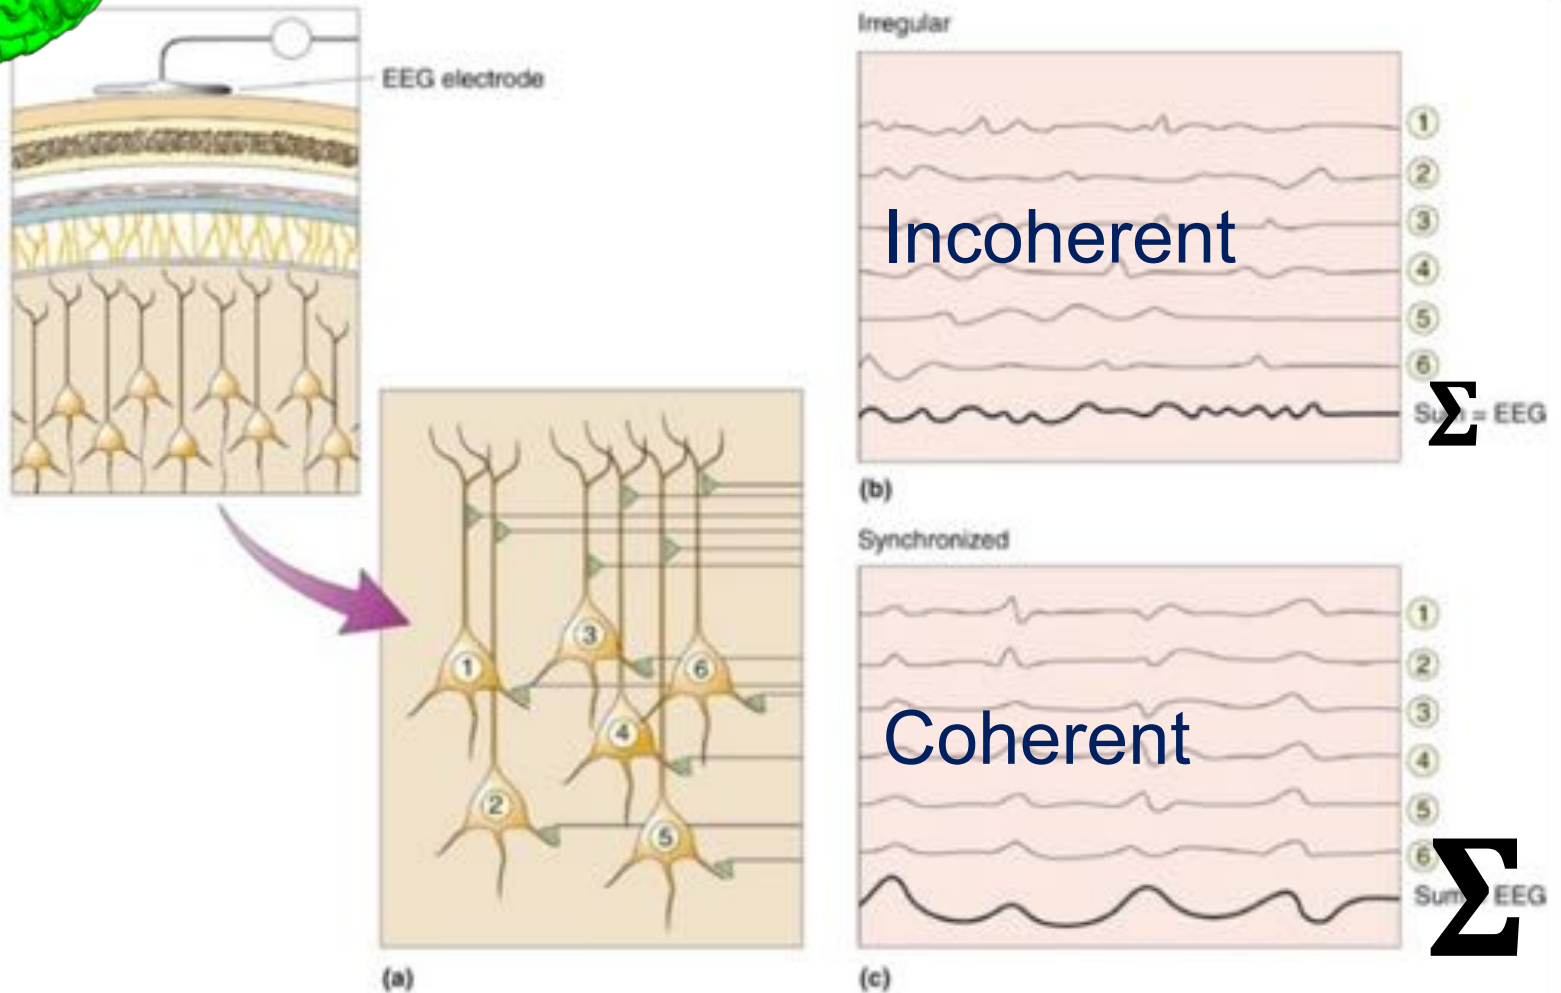 EEG electrode
1
3
6
4
2
5
(a)
Irregular
1
2
3
4
5
6
Incoherent
Σ = EEG
(b)
Synchronized
1
2
3
4
5
6
Coherent
Sum Σ EEG
(c)